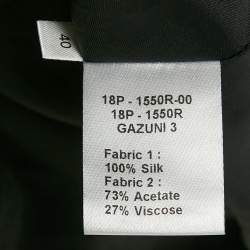 40
18P - 1550R-00
18P - 1550R
GAZUNI 3
Fabric 1 :
100% Silk
Fabric 2 :
73% Acetate
27% Viscose